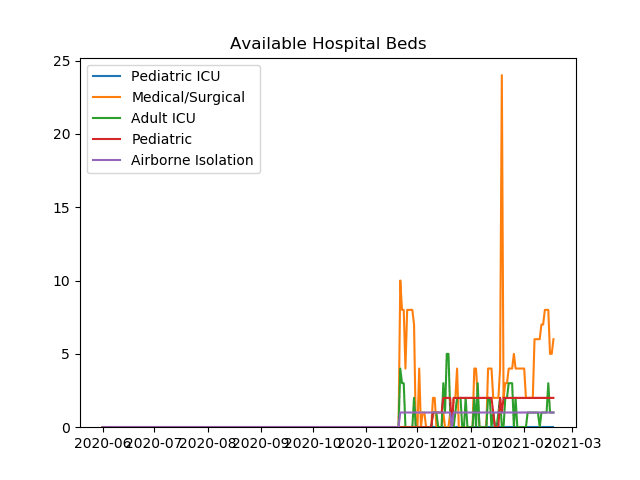 Available Hospital Beds
25
20
15
10
5
0
Pediatric ICU
Medical/Surgical
Adult ICU
Pediatric
Airborne Isolation
2020-06 2020-07 2020-08 2020-09 2020-10 2020-11 2020-12 2021-01 2021-02 2021-03